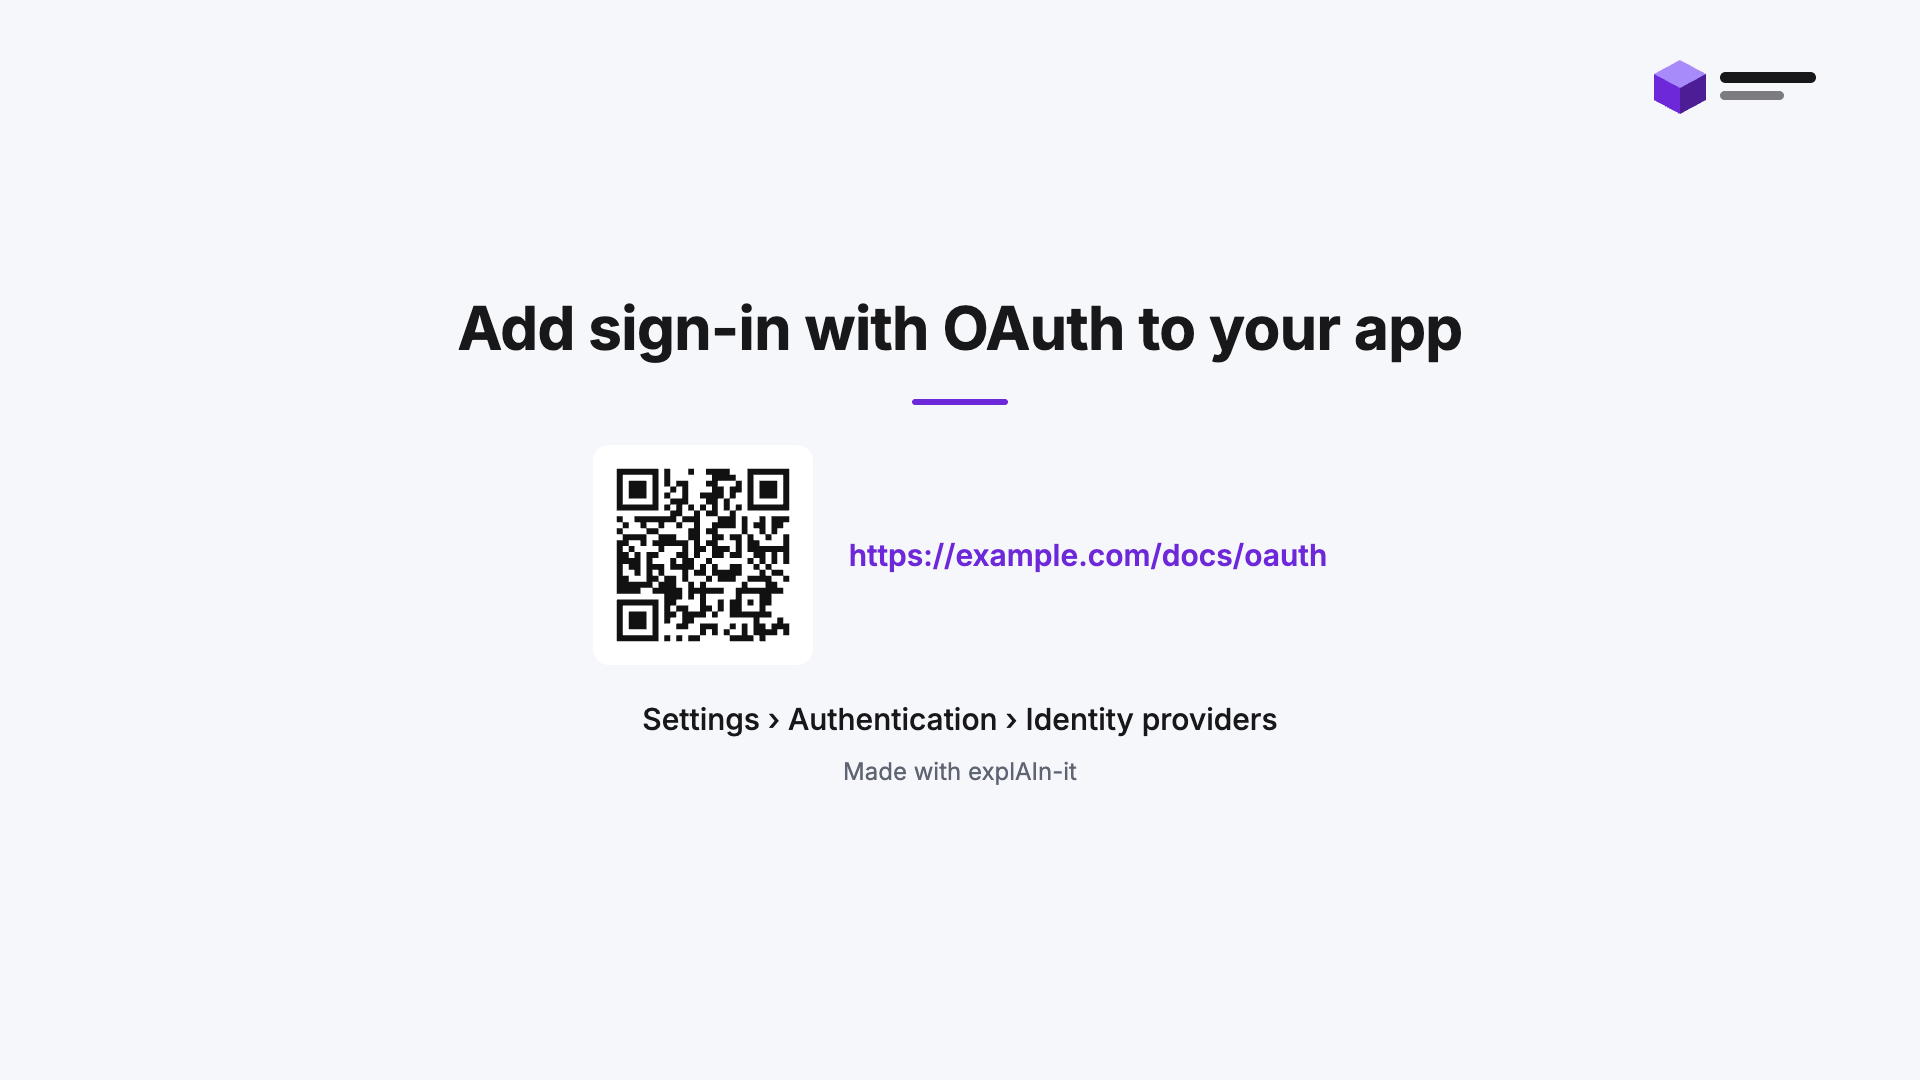 Add sign-in with OAuth to your app
https://example.com/docs/oauth
Settings › Authentication › Identity providers
Made with explAIn-it